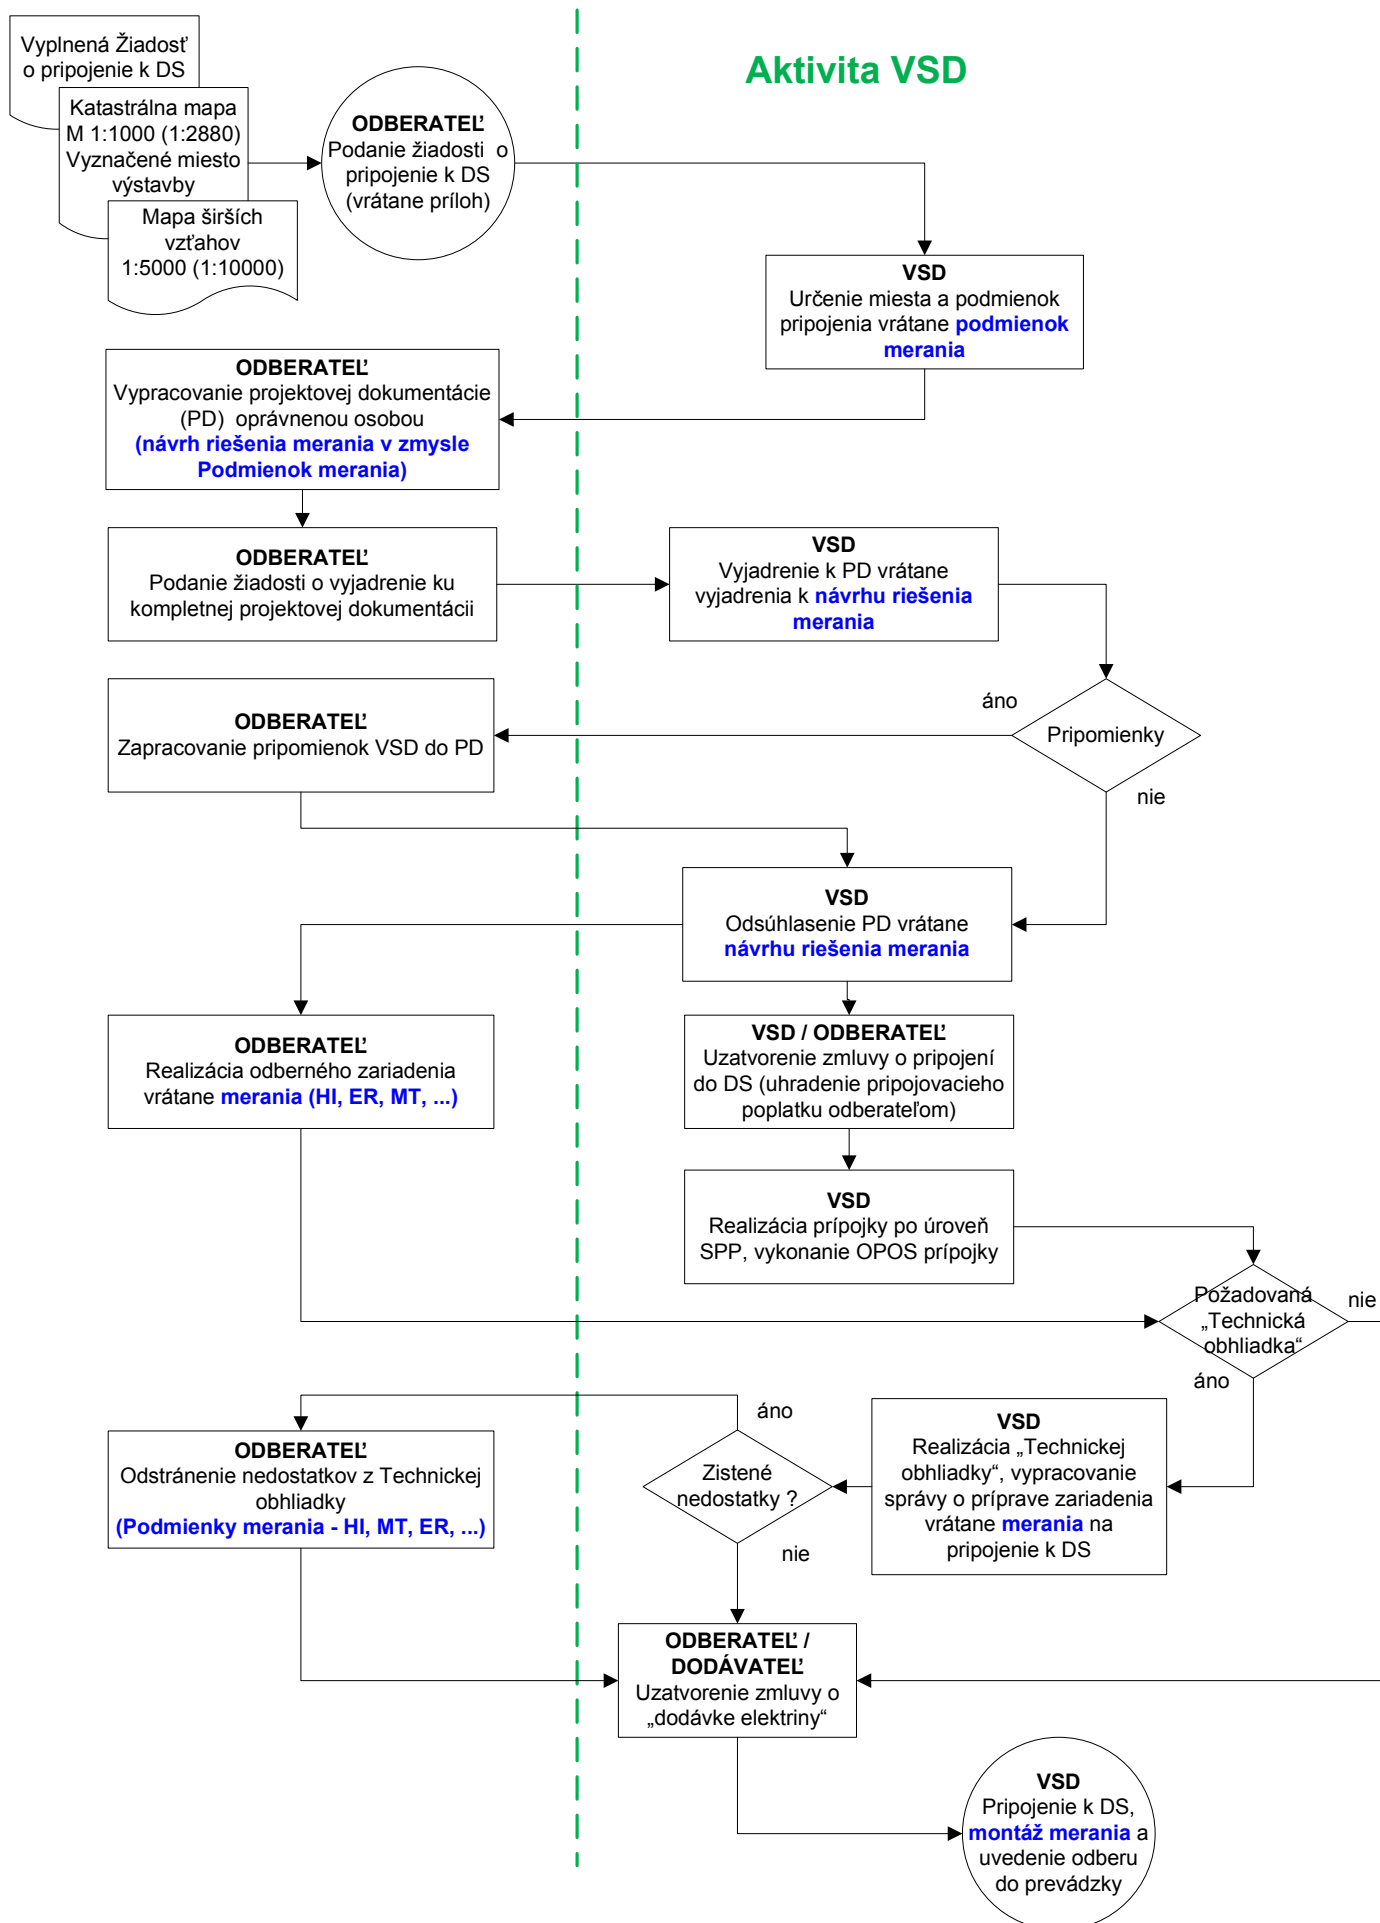 Vyplnená Žiadosť
o pripojenie k DS
Katastrálna mapa
M 1:1000 (1:2880)
Vyznačené miesto
výstavby
Mapa širších
vzťahov
1:5000 (1:10000)
ODBERATEĽ
Podanie žiadosti o
pripojenie k DS
(vrátane príloh)
Aktivita VSD
VSD
Určenie miesta a podmienok
pripojenia vrátane podmienok
merania
ODBERATEĽ
Vypracovanie projektovej dokumentácie
(PD) oprávnenou osobou
(návrh riešenia merania v zmysle
Podmienok merania)
ODBERATEĽ
Podanie žiadosti o vyjadrenie ku
kompletnej projektovej dokumentácii
VSD
Vyjadrenie k PD vrátane
vyjadrenia k návrhu riešenia
merania
áno
Pripomienky
nie
ODBERATEĽ
Zapracovanie pripomienok VSD do PD
VSD
Odsúhlasenie PD vrátane
návrhu riešenia merania
ODBERATEĽ
Realizácia odberného zariadenia
vrátane merania (HI, ER, MT, ...)
VSD / ODBERATEĽ
Uzatvorenie zmluvy o pripojení
do DS (uhradenie pripojovacieho
poplatku odberateľom)
VSD
Realizácia prípojky po úroveň
SPP, vykonanie OPOS prípojky
Požadovaná
„Technická
obhliadka“
nie
áno
VSD
Realizácia „Technickej
obhliadky“, vypracovanie
správy o príprave zariadenia
vrátane merania na
pripojenie k DS
áno
Zistené
nedostatky ?
nie
ODBERATEĽ
Odstránenie nedostatkov z Technickej
obhliadky
(Podmienky merania - HI, MT, ER, ...)
ODBERATEĽ /
DODÁVATEĽ
Uzatvorenie zmluvy o
„dodávke elektriny“
VSD
Pripojenie k DS,
montáž merania a
uvedenie odberu
do prevádzky